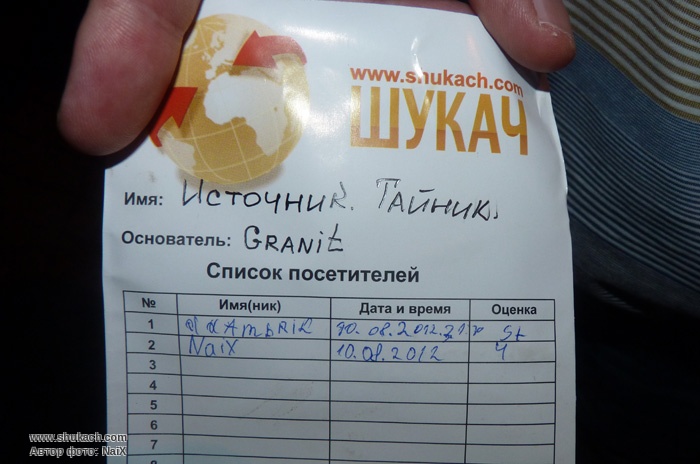 www.shukach.com
ШУКАЧ
Имя: Источник. Тайник.
Основатель: GRANit
Список посетителей
№ Имя(ник) Дата и время Оценка
1 10.08.2012 5+
2 NaiX 10.08.2012 4
3
4
5
6
7
www.shukach.com
Автор фото: NaiX